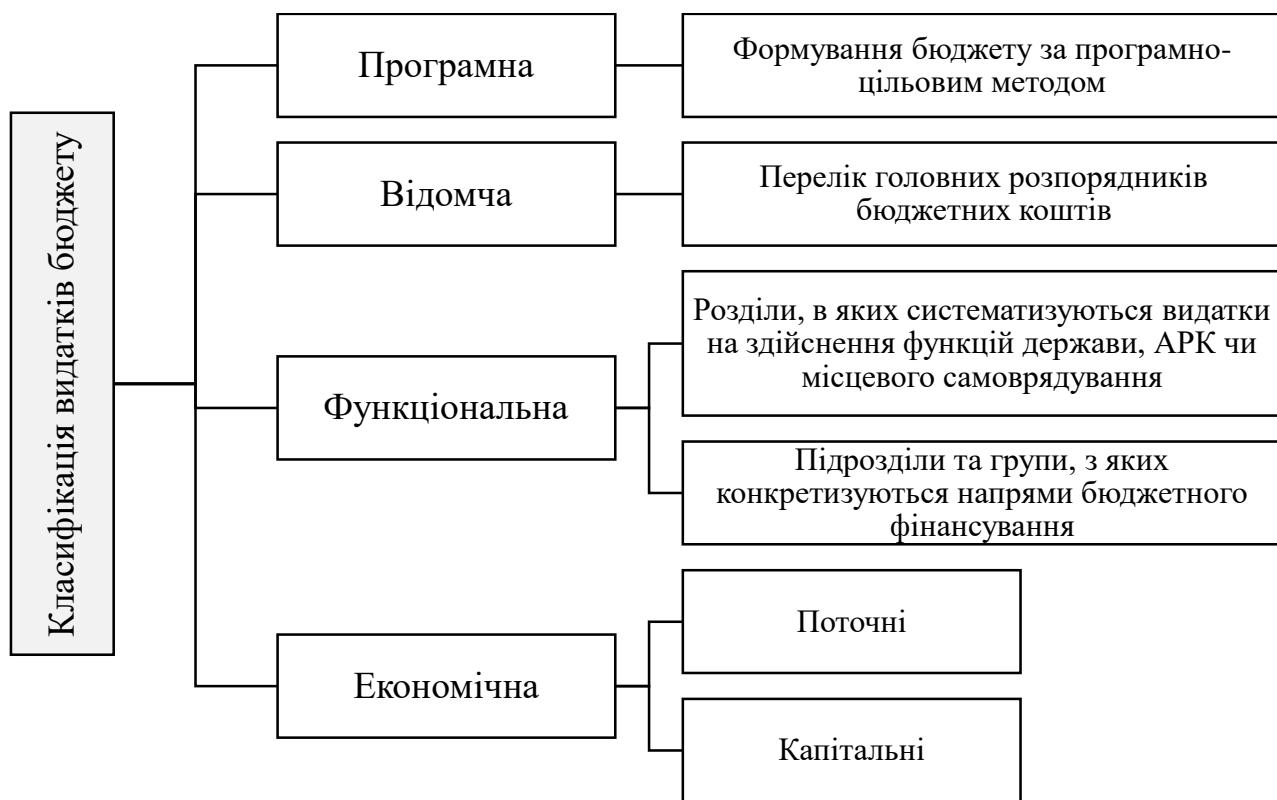 Класифікація видатків бюджету
Програмна
Формування бюджету за програмно-
цільовим методом
Відомча
Перелік головних розпорядників
бюджетних коштів
Функціональна
Розділи, в яких систематизуються видатки
на здійснення функцій держави, АРК чи
місцевого самоврядування
Підрозділи та групи, з яких
конкретизуються напрями бюджетного
фінансування
Економічна
Поточні
Капітальні